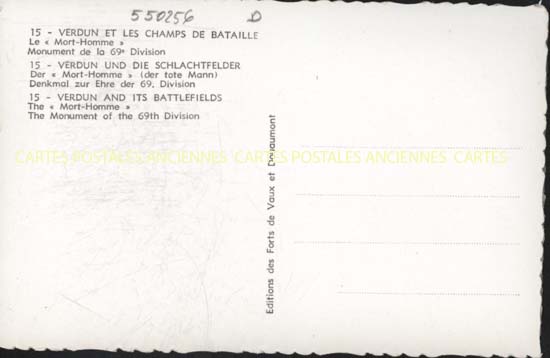 550256 D
15 - VERDUN ET LES CHAMPS DE BATAILLE
Le « Mort-Homme »
Monument de la 69e Division
15 - VERDUN UND DIE SCHLACHTFELDER
Der « Mort-Homme » (der tote Mann)
Denkmal zur Ehre der 69. Division
15 - VERDUN AND ITS BATTLEFIELDS
The « Mort-Homme »
The Monument of the 69th Division
CARTES POSTALES ANCIENNES CARTES POSTALES ANCIENNES CARTES
Editions des Forts de Vaux et Douaumont